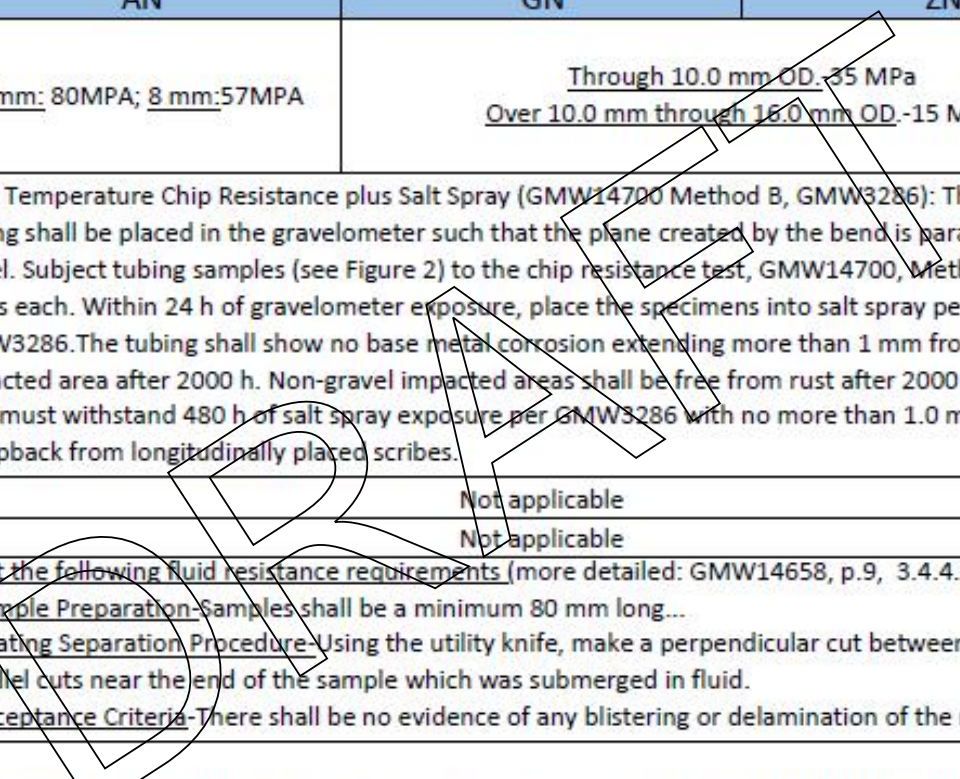 AN GN ZN
mm: 80MPA; 8 mm:57MPA
Through 10.0 mm OD.-35 MPa
Over 10.0 mm through 16.0 mm OD.-15 M
Temperature Chip Resistance plus Salt Spray (GMW14700 Method B, GMW3286): Th
ng shall be placed in the gravelometer such that the plane created by the bend is para
el. Subject tubing samples (see Figure 2) to the chip resistance test, GMW14700, Meth
s each. Within 24 h of gravelometer exposure, place the specimens into salt spray pe
W3286.The tubing shall show no base metal corrosion extending more than 1 mm fro
acted area after 2000 h. Non-gravel impacted areas shall be free from rust after 2000
must withstand 480 h of salt spray exposure per GMW3286 with no more than 1.0 m
pback from longitudinally placed scribes.
Not applicable
Not applicable
t the following fluid resistance requirements (more detailed: GMW14658, p.9, 3.4.4.
mple Preparation-Samples shall be a minimum 80 mm long...
ating Separation Procedure-Using the utility knife, make a perpendicular cut between
llel cuts near the end of the sample which was submerged in fluid.
ceptance Criteria-There shall be no evidence of any blistering or delamination of the
DRAFT